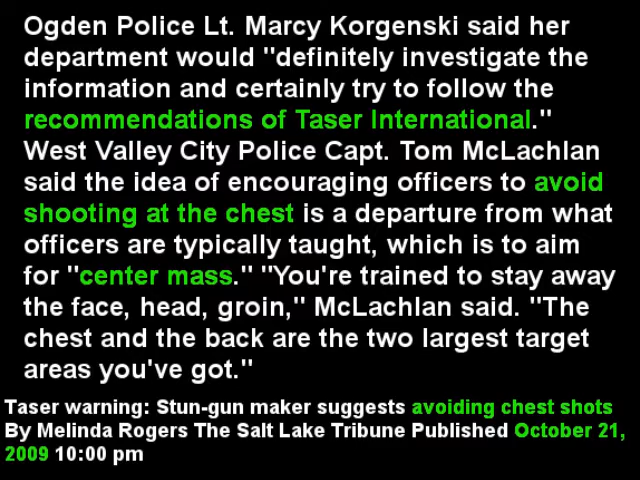 Ogden Police Lt. Marcy Korgenski said her
department would "definitely investigate the
information and certainly try to follow the
recommendations of Taser International."
West Valley City Police Capt. Tom McLachlan
said the idea of encouraging officers to avoid
shooting at the chest is a departure from what
officers are typically taught, which is to aim
for "center mass." "You're trained to stay away
the face, head, groin," McLachlan said. "The
chest and the back are the two largest target
areas you've got."
Taser warning: Stun-gun maker suggests avoiding chest shots
By Melinda Rogers The Salt Lake Tribune Published October 21,
2009 10:00 pm